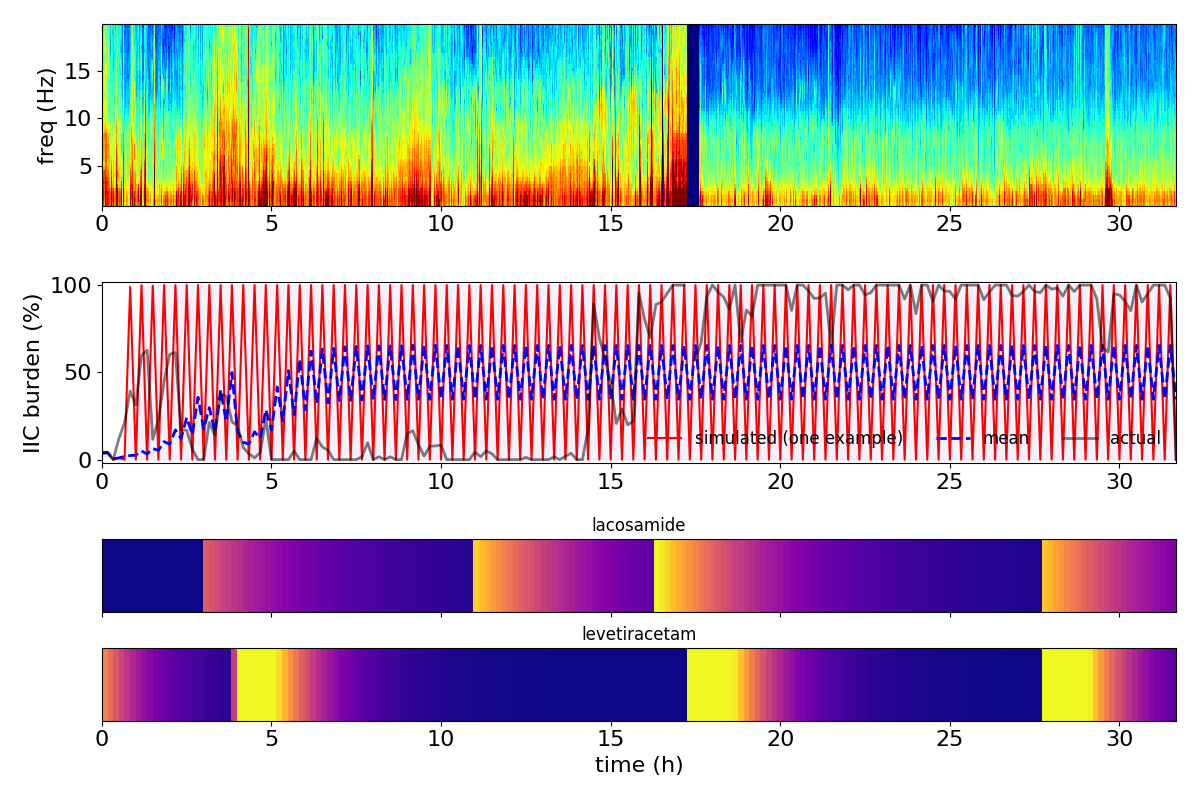 freq (Hz)
15
10
5
0 5 10 15 20 25 30
IIC burden (%)
100
50
0
simulated (one example) mean actual
0 5 10 15 20 25 30
lacosamide
levetiracetam
0 5 10 15 20 25 30
time (h)